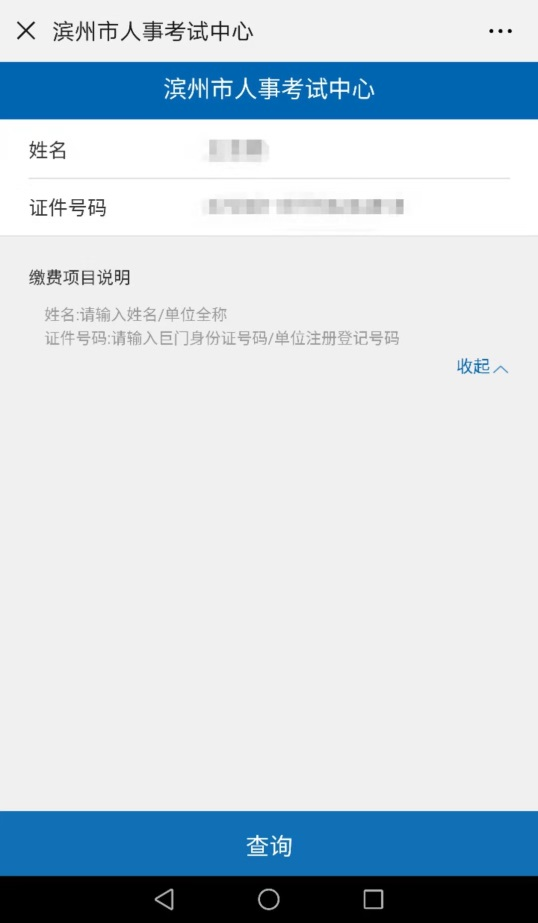 滨州市人事考试中心
滨州市人事考试中心
姓名
证件号码
缴费项目说明
姓名:请输入姓名/单位全称
证件号码:请输入巨门身份证号码/单位注册登记号码
收起
查询